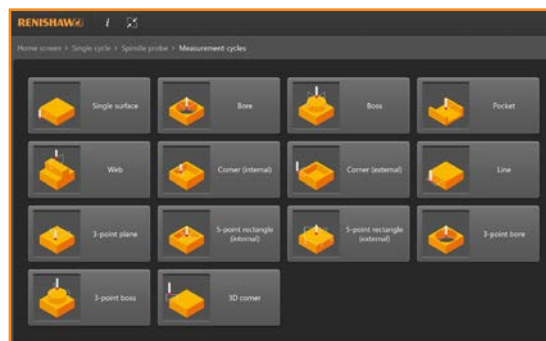 RENISHAW
i
Home screen > Single cycle > Spindle probe > Measurement cycles
Single surface
Bore
Boss
Pocket
Web
Corner (internal)
Corner (external)
Line
3-point plane
5-point rectangle
(internal)
5-point rectangle
(external)
3-point bore
3-point boss
3D corner